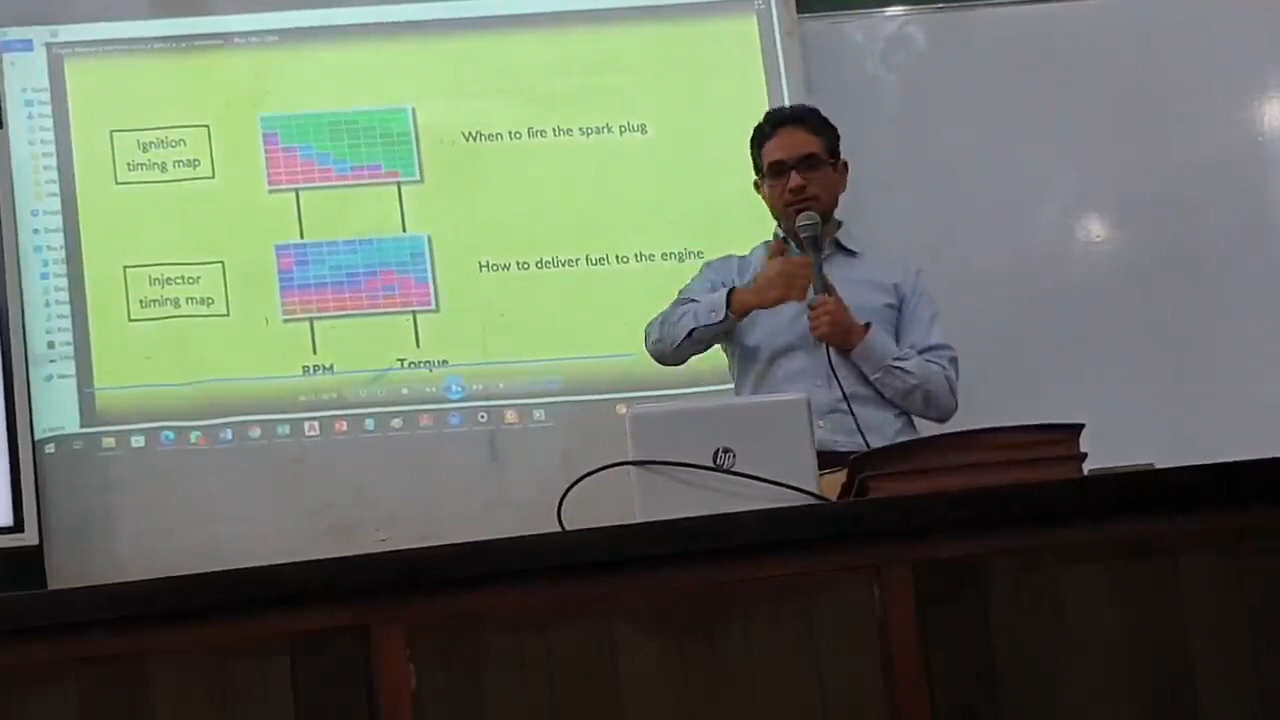 Ignition
timing map
When to fire the spark plug
Injector
timing map
How to deliver fuel to the engine
RPM
Torque
hp